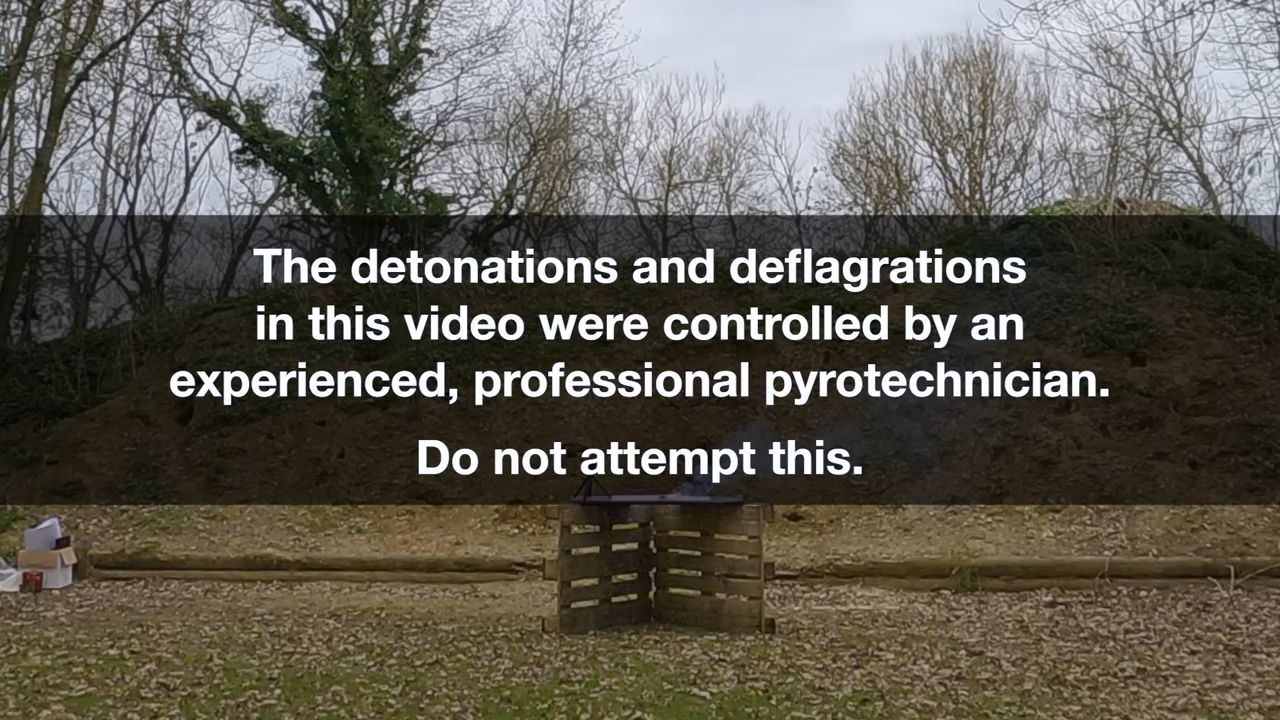 The detonations and deflagrations
in this video were controlled by an
experienced, professional pyrotechnician.
Do not attempt this.